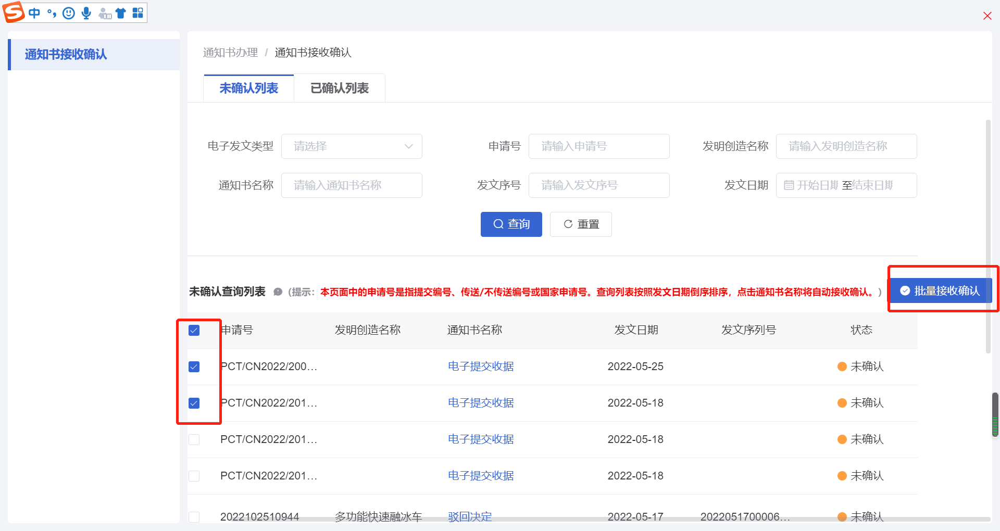 中
通知书接收确认
通知书办理 / 通知书接收确认
未确认列表 已确认列表
电子发文类型 请选择 申请号 请输入申请号 发明创造名称 请输入发明创造名称
通知书名称 请输入通知书名称 发文序号 请输入发文序号 发文日期 开始日期 至结束日期
查询 重置
未确认查询列表 (提示：本页面中的申请号是指提交编号、传送/不传送编号或国家申请号。查询列表按照发文日期倒序排序，点击通知书名称将自动接收确认。) 批量接收确认
申请号 发明创造名称 通知书名称 发文日期 发文序列号 状态
PCT/CN2022/200... 电子提交收据 2022-05-25 未确认
PCT/CN2022/201... 电子提交收据 2022-05-18 未确认
PCT/CN2022/201... 电子提交收据 2022-05-18 未确认
PCT/CN2022/201... 电子提交收据 2022-05-18 未确认
2022102510944 多功能快速融冰车 驳回决定 2022-05-17 2022051700006... 未确认